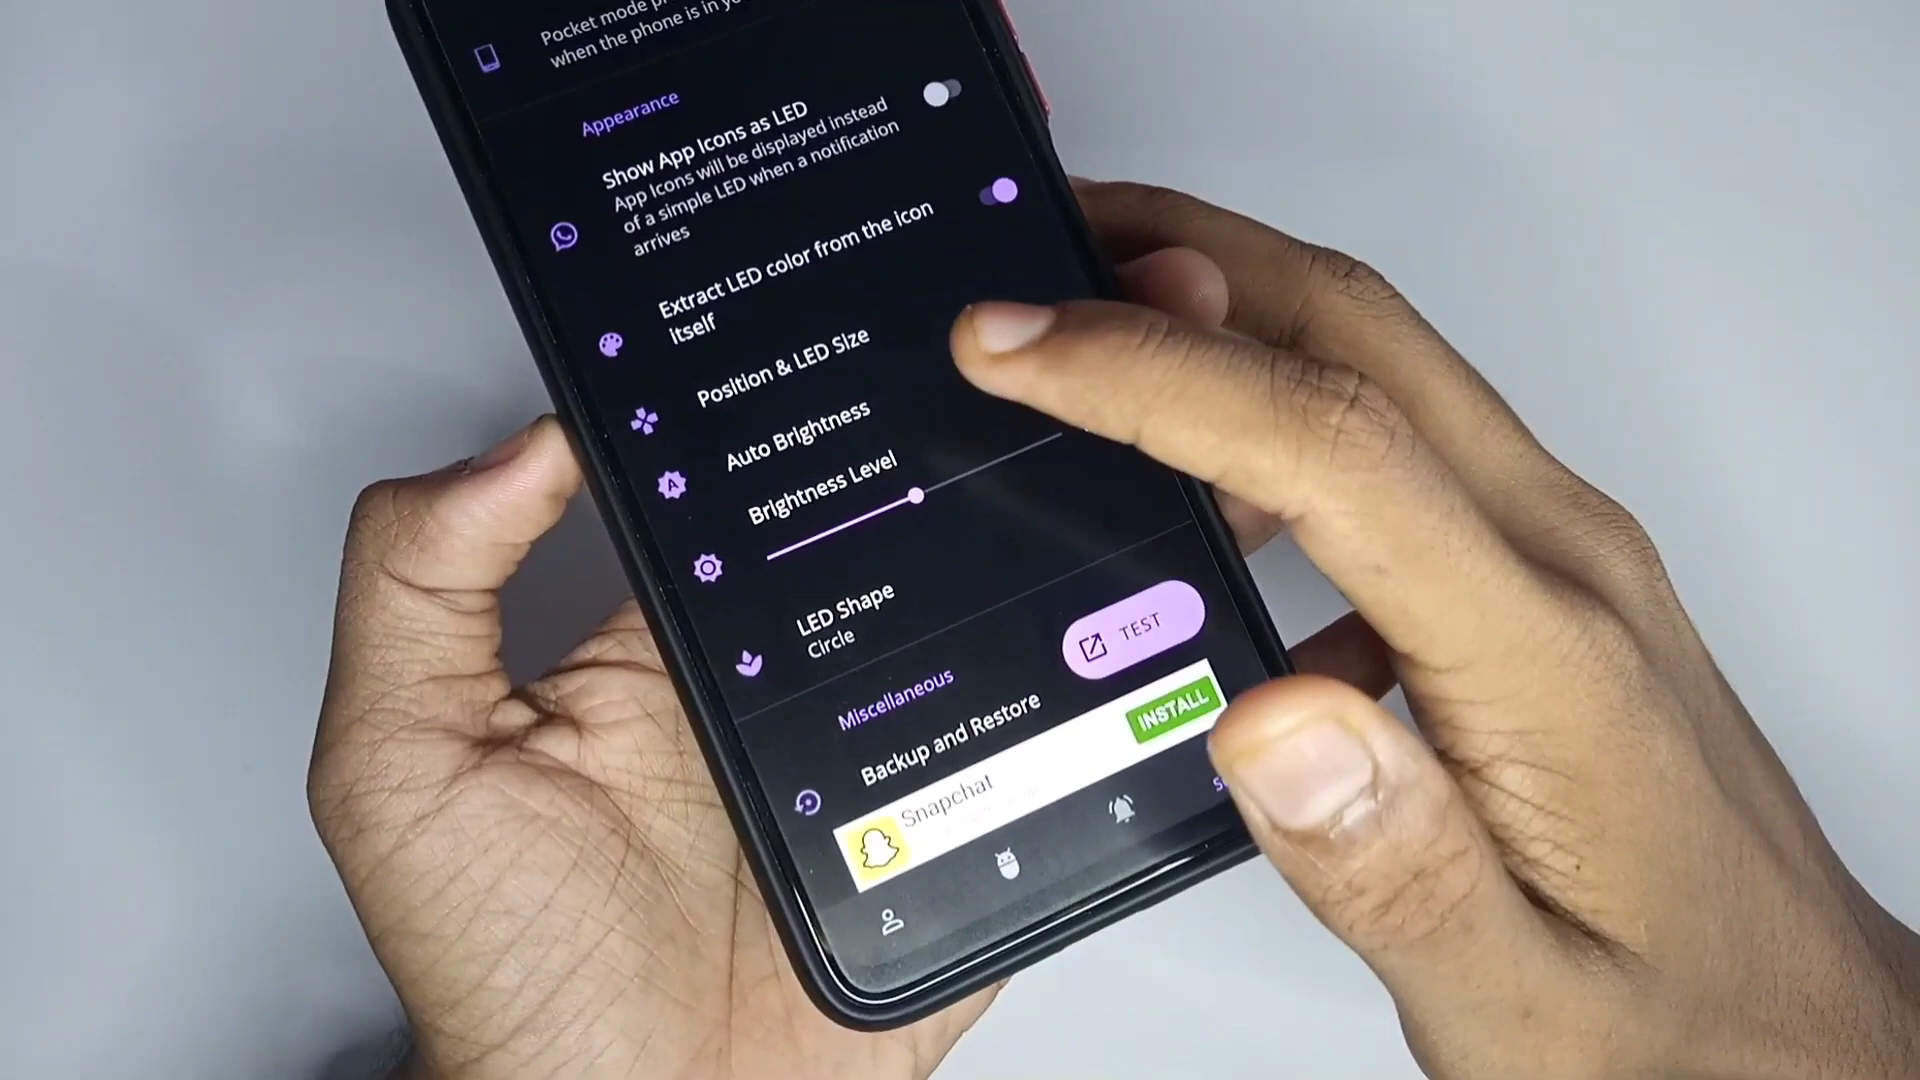 Pocket mode
when the phone is in
Appearance
Show App Icons as LED
App Icons will be displayed instead
of a simple LED when a notification
arrives
Extract LED color from the icon
itself
Position & LED Size
Auto Brightness
Brightness Level
LED Shape
Circle
TEST
Miscellaneous
Backup and Restore
INSTALL
Snapchat